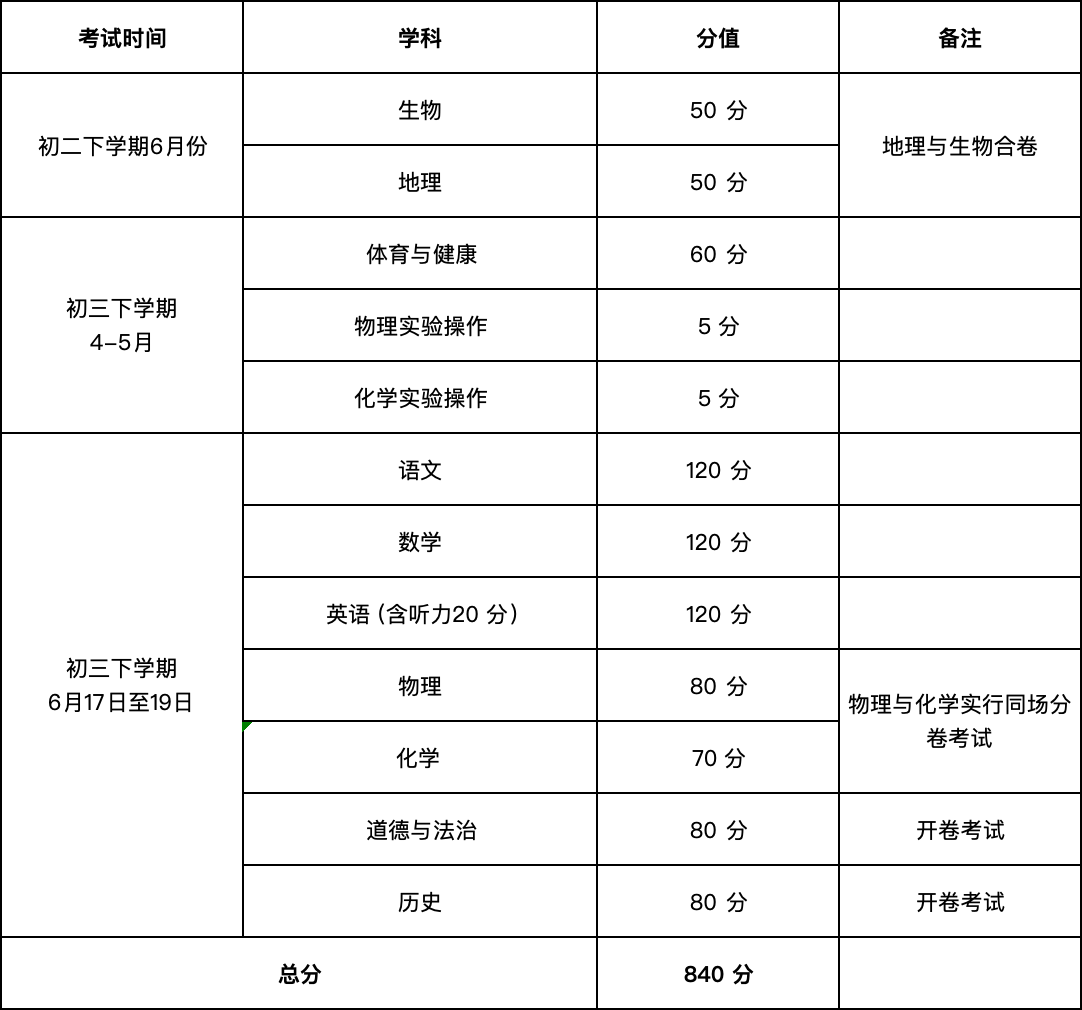 考试时间 学科 分值 备注
初二下学期6月份 生物 50 分 地理与生物合卷
地理 50 分
初三下学期
4–5月
体育与健康 60 分
物理实验操作 5 分
化学实验操作 5 分
初三下学期
6月17日至19日
语文 120 分
数学 120 分
英语 (含听力20 分) 120 分
物理 80 分 物理与化学实行同场分
卷考试
化学 70 分
道德与法治 80 分 开卷考试
历史 80 分 开卷考试
总分 840 分